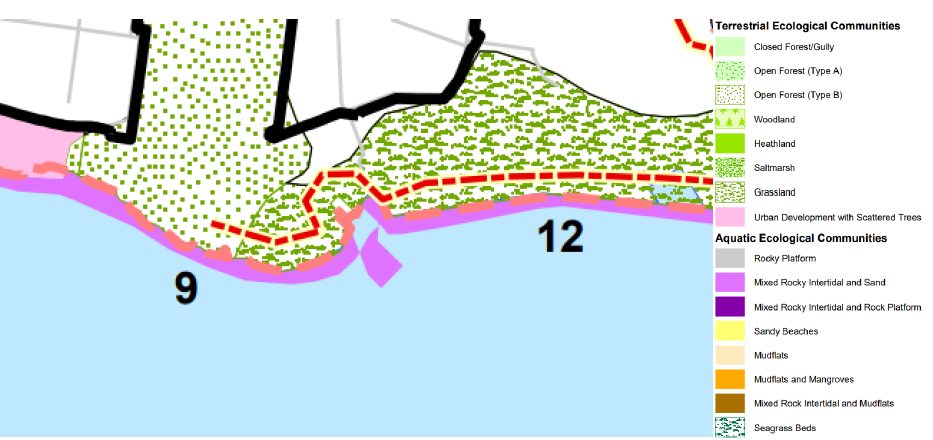 Terrestrial Ecological Communities
Closed Forest/Gully
Open Forest (Type A)
Open Forest (Type B)
Woodland
Heathland
Saltmarsh
Grassland
Urban Development with Scattered Trees
Aquatic Ecological Communities
Rocky Platform
Mixed Rocky Intertidal and Sand
Mixed Rocky Intertidal and Rock Platform
Sandy Beaches
Mudflats
Mudflats and Mangroves
Mixed Rock Intertidal and Mudflats
Seagrass Beds
12
9